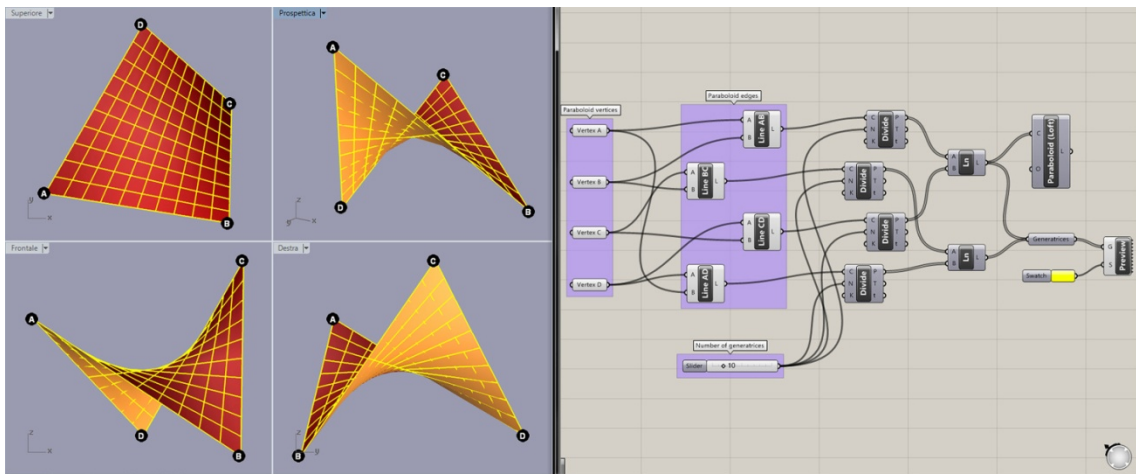 Superiore
D
C
A
B
y
x
Prospettica
A
C
D
B
z
y
x
Frontale
C
A
D
B
z
x
Destra
C
A
D
B
z
y
Paraboloid vertices
Vertex A
Vertex B
Vertex C
Vertex D
Paraboloid edges
A
B
Line AB
L
A
B
Line BC
L
A
B
Line CD
L
A
B
Line AD
L
Number of generatrices
Slider
10
C
N
K
Divide
P
T
t
C
N
K
Divide
P
T
t
C
N
K
Divide
P
T
t
C
N
K
Divide
P
T
t
A
B
Ln
L
A
B
Ln
L
C
O
Paraboloid (Loft)
L
Generatrices
Swatch
G
S
Preview